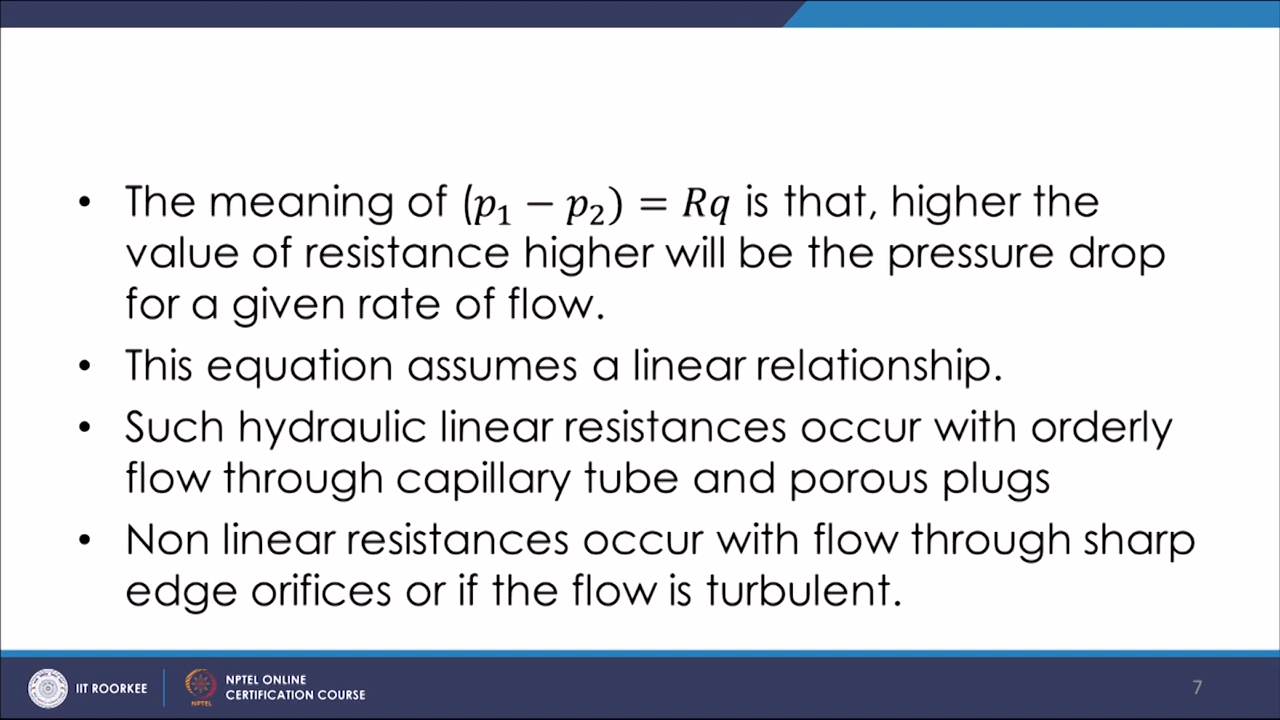 • The meaning of (p₁ − p₂) = Rq is that, higher the
value of resistance higher will be the pressure drop
for a given rate of flow.
• This equation assumes a linear relationship.
• Such hydraulic linear resistances occur with orderly
flow through capillary tube and porous plugs
• Non linear resistances occur with flow through sharp
edge orifices or if the flow is turbulent.
IIT ROORKEE
NPTEL
NPTEL ONLINE
CERTIFICATION COURSE
7